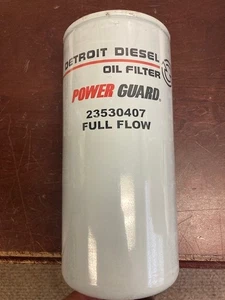 DETROIT DIESEL
OIL FILTER
POWER GUARD®
23530407
FULL FLOW